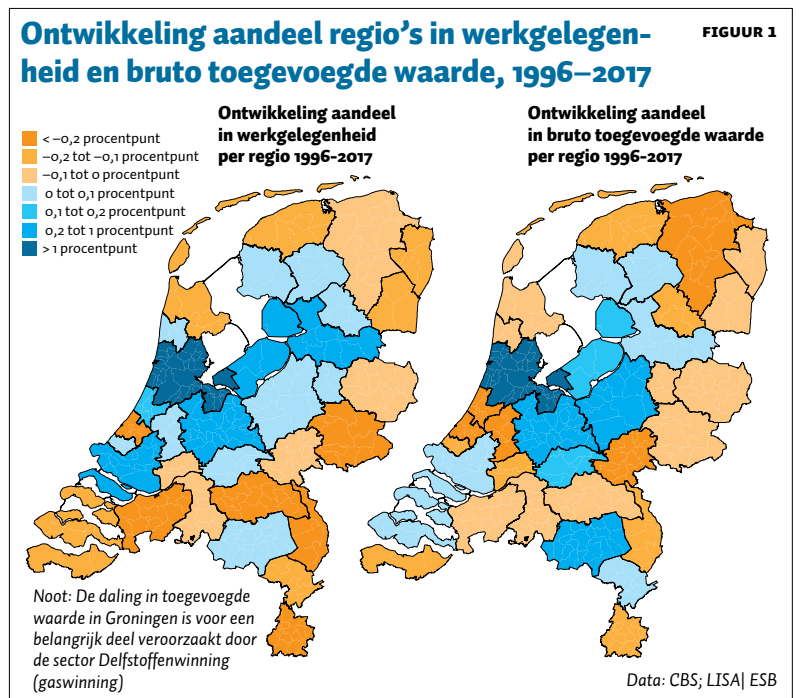 Ontwikkeling aandeel regio's in werkgelegen-
heid en bruto toegevoegde waarde, 1996–2017
FIGUUR 1
Ontwikkeling aandeel
in werkgelegenheid
per regio 1996-2017
Ontwikkeling aandeel
in bruto toegevoegde waarde
per regio 1996-2017
< –0,2 procentpunt
–0,2 tot –0,1 procentpunt
–0,1 tot 0 procentpunt
0 tot 0,1 procentpunt
0,1 tot 0,2 procentpunt
0,2 tot 1 procentpunt
> 1 procentpunt
Noot: De daling in toegevoegde
waarde in Groningen is voor een
belangrijk deel veroorzaakt door
de sector Delfstoffenwinning
(gaswinning)
Data: CBS; LISA| ESB